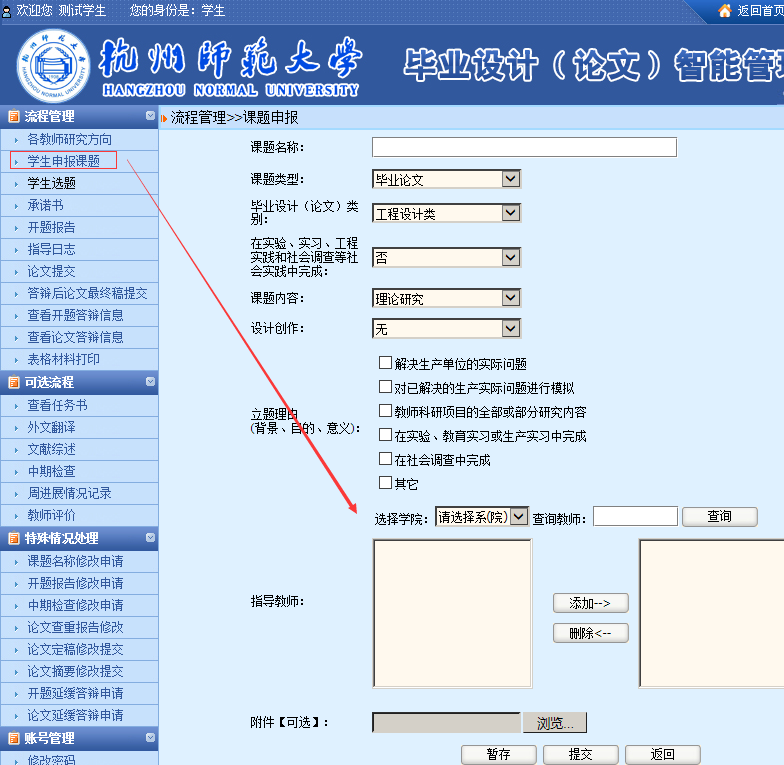 欢迎您 测试学生 您的身份是：学生
返回首页
杭州师范大学
HANGZHOU NORMAL UNIVERSITY
毕业设计（论文）智能管
流程管理
各教师研究方向
学生申报课题
学生选题
承诺书
开题报告
指导日志
论文提交
答辩后论文最终稿提交
查看开题答辩信息
查看论文答辩信息
表格材料打印
可选流程
查看任务书
外文翻译
文献综述
中期检查
周进展情况记录
教师评价
特殊情况处理
课题名称修改申请
开题报告修改申请
中期检查修改申请
论文查重报告修改
论文定稿修改提交
论文摘要修改提交
开题延缓答辩申请
论文延缓答辩申请
账号管理
修改密码
流程管理>>课题申报
课题名称：
课题类型： 毕业论文
毕业设计（论文）类
别： 工程设计类
在实验、实习、工程
实践和社会调查等社
会实践中完成： 否
课题内容： 理论研究
设计创作： 无
立题理由
(背景、目的、意义)：
解决生产单位的实际问题
对已解决的生产实际问题进行模拟
教师科研项目的全部或部分研究内容
在实验、教育实习或生产实习中完成
在社会调查中完成
其它
选择学院： 请选择系(院) 查询教师： 查询
指导教师：
添加-->
删除<--
附件【可选】： 浏览...
暂存 提交 返回